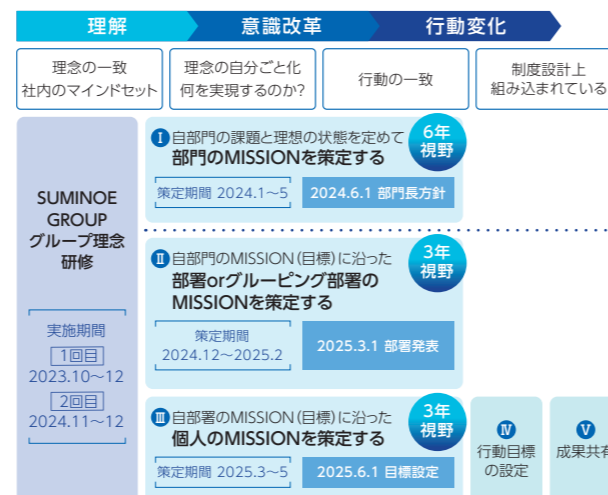 理解
意識改革
行動変化
理念の一致
社内のマインドセット
理念の自分ごと化
何を実現するのか?
行動の一致
制度設計上
組み込まれている
SUMINOE
GROUP
グループ理念
研修
実施期間
1回目
2023.10〜12
2回目
2024.11〜12
Ⅰ 自部門の課題と理想の状態を定めて
部門のMISSIONを策定する
6年
視野
策定期間 2024.1〜5
2024.6.1 部門長方針
Ⅱ 自部門のMISSION(目標)に沿った
部署orグルーピング部署の
MISSIONを策定する
3年
視野
策定期間
2024.12〜2025.2
2025.3.1 部署発表
Ⅲ 自部署のMISSION(目標)に沿った
個人のMISSIONを策定する
3年
視野
策定期間 2025.3〜5
2025.6.1 目標設定
Ⅳ
行動目標
の設定
Ⅴ
成果共有